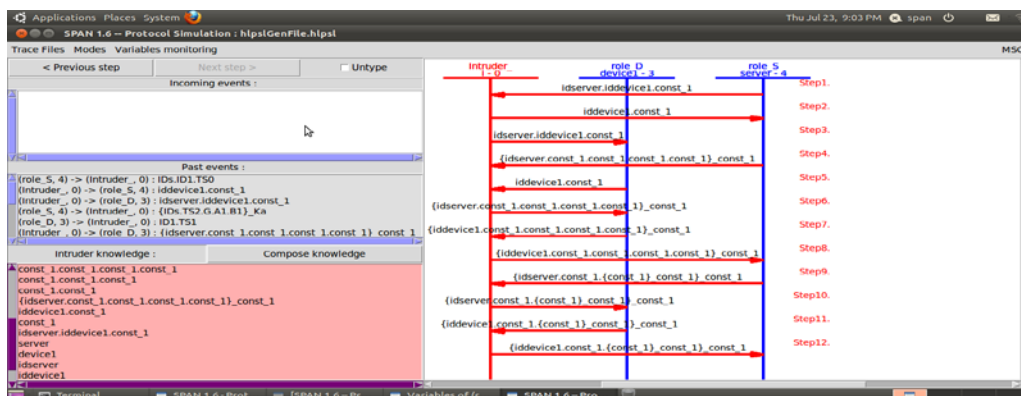 Applications Places System
Thu Jul 23, 9:03 PM span
SPAN 1.6 -- Protocol Simulation : hlpslGenFile.hlpsl
Trace Files Modes Variables monitoring
MSC
< Previous step
Next step >
Untype
Incoming events :
Past events :
(role_S, 4) -> (Intruder_, 0) : IDs.ID1.TS0
(Intruder_, 0) -> (role_S, 4) : iddevice1.const_1
(Intruder_, 0) -> (role_D, 3) : idserver.iddevice1.const_1
(role_S, 4) -> (Intruder_, 0) : {IDs.TS2.G.A1.B1}_Ka
(role_D, 3) -> (Intruder_, 0) : ID1.TS1
(Intruder_, 0) -> (role_D, 3) : {idserver.const_1.const_1.const_1.const_1}_const_1
Intruder knowledge :
Compose knowledge
const_1.const_1.const_1.const_1
const_1.const_1.const_1
const_1.const_1
{idserver.const_1.const_1.const_1.const_1}_const_1
iddevice1.const_1
const_1
idserver.iddevice1.const_1
server
device1
idserver
iddevice1
Intruder_
i - 0
role_D
device1 - 3
role_S
server - 4
Step1.
idserver.iddevice1.const_1
Step2.
iddevice1.const_1
Step3.
idserver.iddevice1.const_1
Step4.
{idserver.const_1.const_1.const_1.const_1}_const_1
Step5.
iddevice1.const_1
Step6.
{idserver.const_1.const_1.const_1.const_1}_const_1
Step7.
{iddevice1.const_1.const_1.const_1.const_1}_const_1
Step8.
{iddevice1.const_1.const_1.const_1.const_1}_const_1
Step9.
{idserver.const_1.{const_1}_const_1}_const_1
Step10.
{idserver.const_1.{const_1}_const_1}_const_1
Step11.
{iddevice1.const_1.{const_1}_const_1}_const_1
Step12.
{iddevice1.const_1.{const_1}_const_1}_const_1
Terminal
SPAN 1.6 - Prot...
[SPAN 1.6 -- Pr...
Variables of (r...
SPAN 1.6 -- Pro...